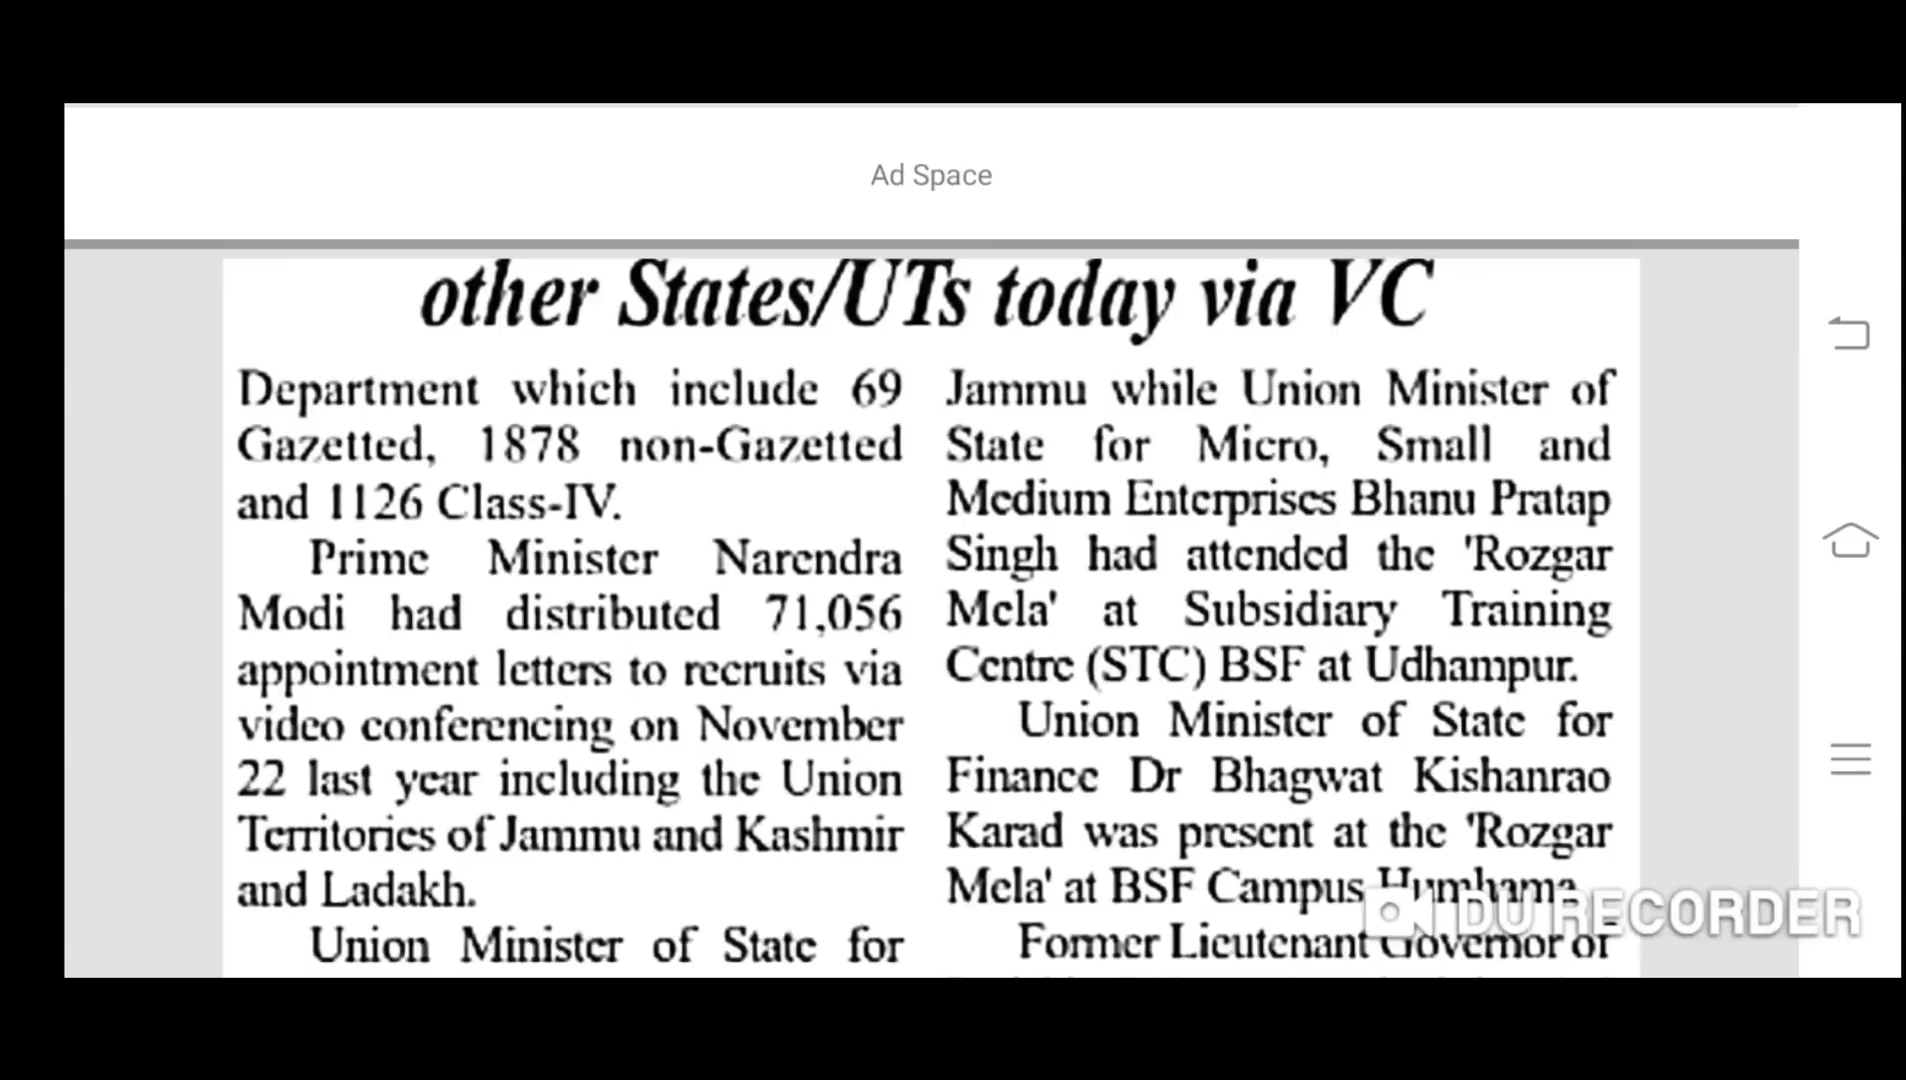 Ad Space
other States/UTs today via VC
Department which include 69
Gazetted, 1878 non-Gazetted
and 1126 Class-IV.
Prime Minister Narendra
Modi had distributed 71,056
appointment letters to recruits via
video conferencing on November
22 last year including the Union
Territories of Jammu and Kashmir
and Ladakh.
Union Minister of State for
Jammu while Union Minister of
State for Micro, Small and
Medium Enterprises Bhanu Pratap
Singh had attended the 'Rozgar
Mela' at Subsidiary Training
Centre (STC) BSF at Udhampur.
Union Minister of State for
Finance Dr Bhagwat Kishanrao
Karad was present at the 'Rozgar
Mela' at BSF Campus Humhama.
Former Lieutenant Governor of
DU RECORDER